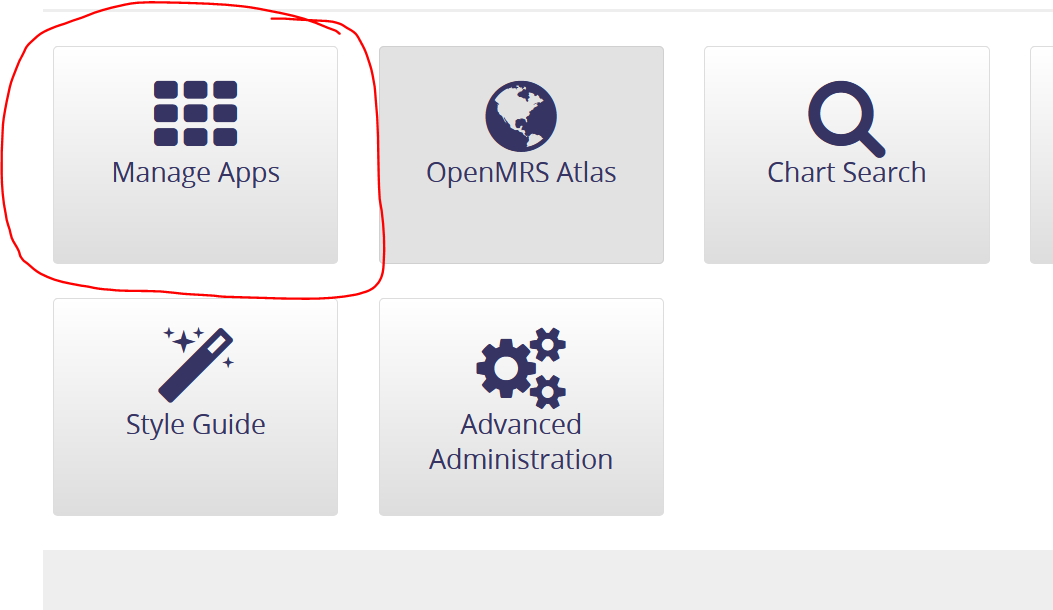 Manage Apps
OpenMRS Atlas
Chart Search
Style Guide
Advanced
Administration